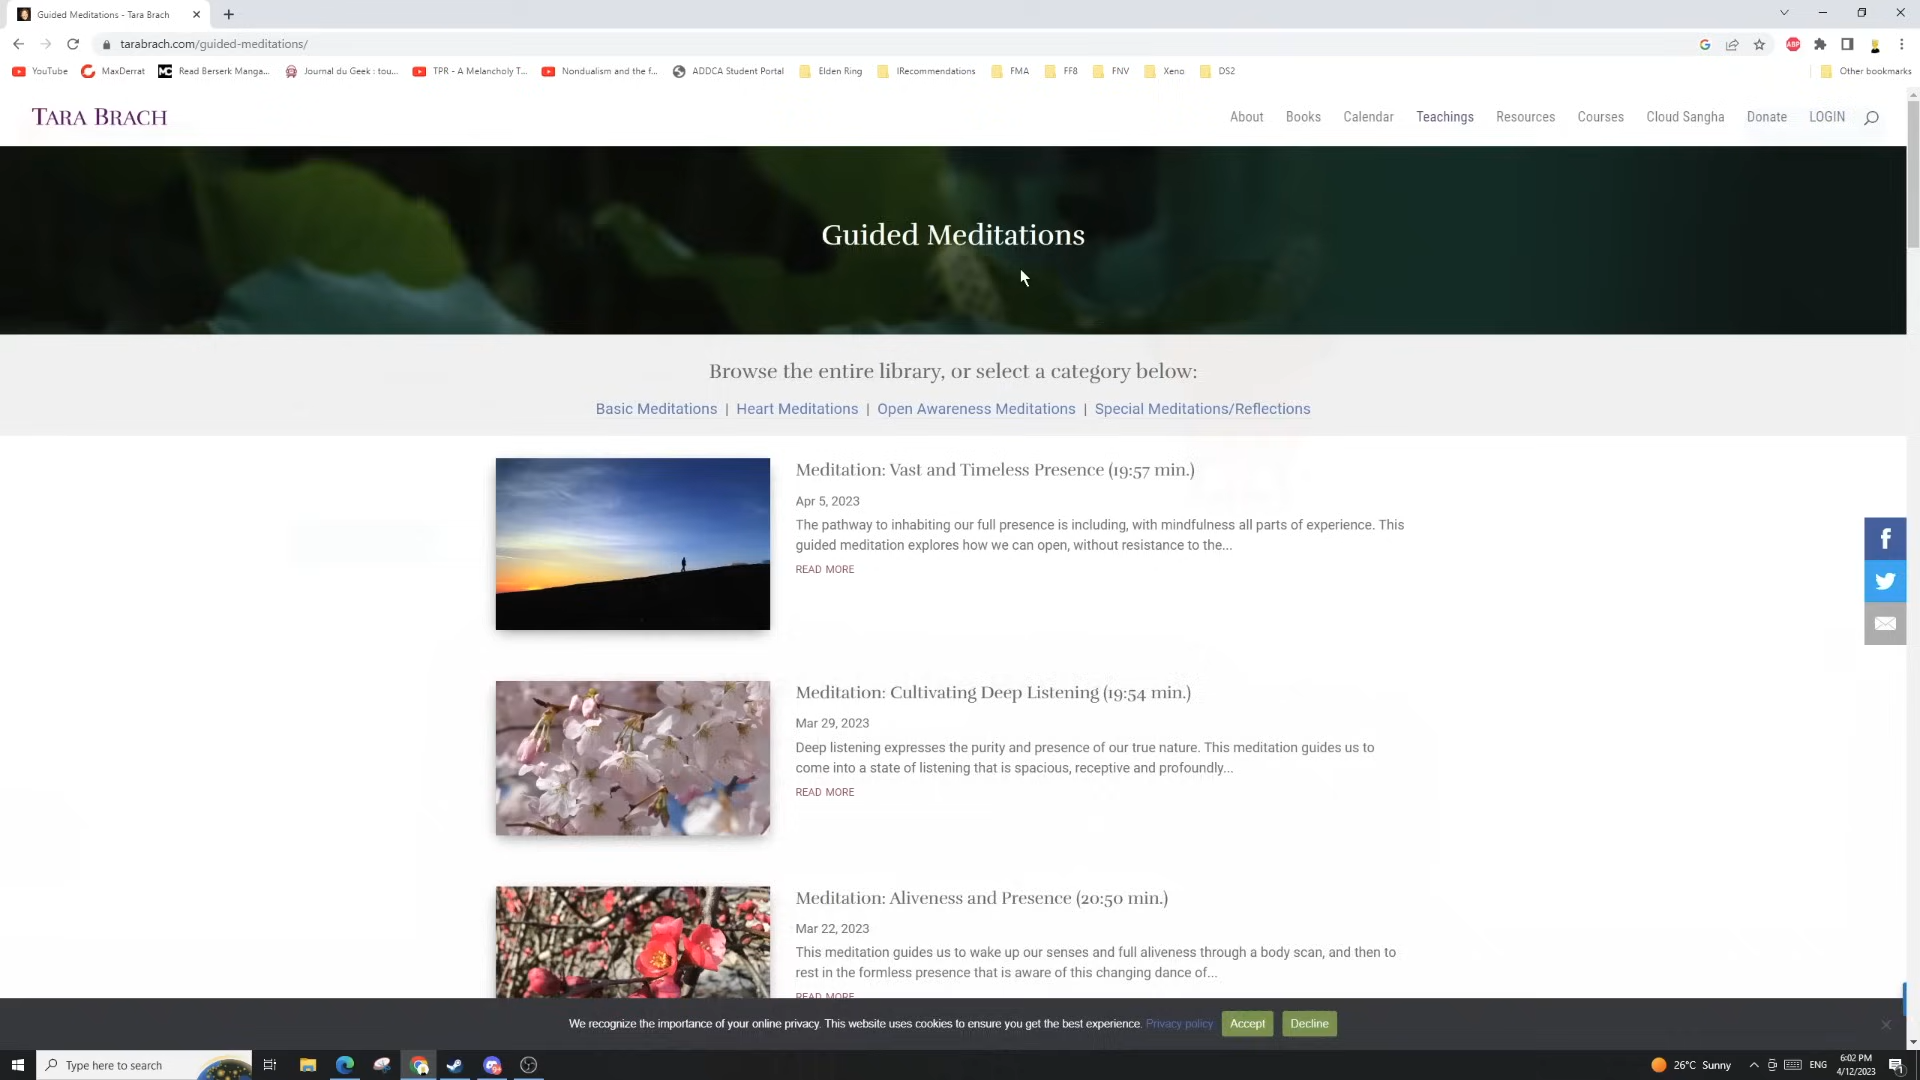 Guided Meditations - Tara Brach
tarabrach.com/guided-meditations/
ABP
YouTube
MaxDerrat
Read Berserk Manga...
Journal du Geek : tou...
TPR - A Melancholy T...
Nondualism and the f...
ADDCA Student Portal
Elden Ring
IRecommendations
FMA
FF8
FNV
Xeno
DS2
Other bookmarks
TARA BRACH
About Books Calendar Teachings Resources Courses Cloud Sangha Donate LOGIN
Guided Meditations
Browse the entire library, or select a category below:
Basic Meditations | Heart Meditations | Open Awareness Meditations | Special Meditations/Reflections
Meditation: Vast and Timeless Presence (19:57 min.)
Apr 5, 2023
The pathway to inhabiting our full presence is including, with mindfulness all parts of experience. This
guided meditation explores how we can open, without resistance to the...
READ MORE
Meditation: Cultivating Deep Listening (19:54 min.)
Mar 29, 2023
Deep listening expresses the purity and presence of our true nature. This meditation guides us to
come into a state of listening that is spacious, receptive and profoundly...
READ MORE
Meditation: Aliveness and Presence (20:50 min.)
Mar 22, 2023
This meditation guides us to wake up our senses and full aliveness through a body scan, and then to
rest in the formless presence that is aware of this changing dance of...
READ MORE
We recognize the importance of your online privacy. This website uses cookies to ensure you get the best experience. Privacy policy Accept Decline
Type here to search
26°C Sunny
ENG
6:02 PM
4/12/2023